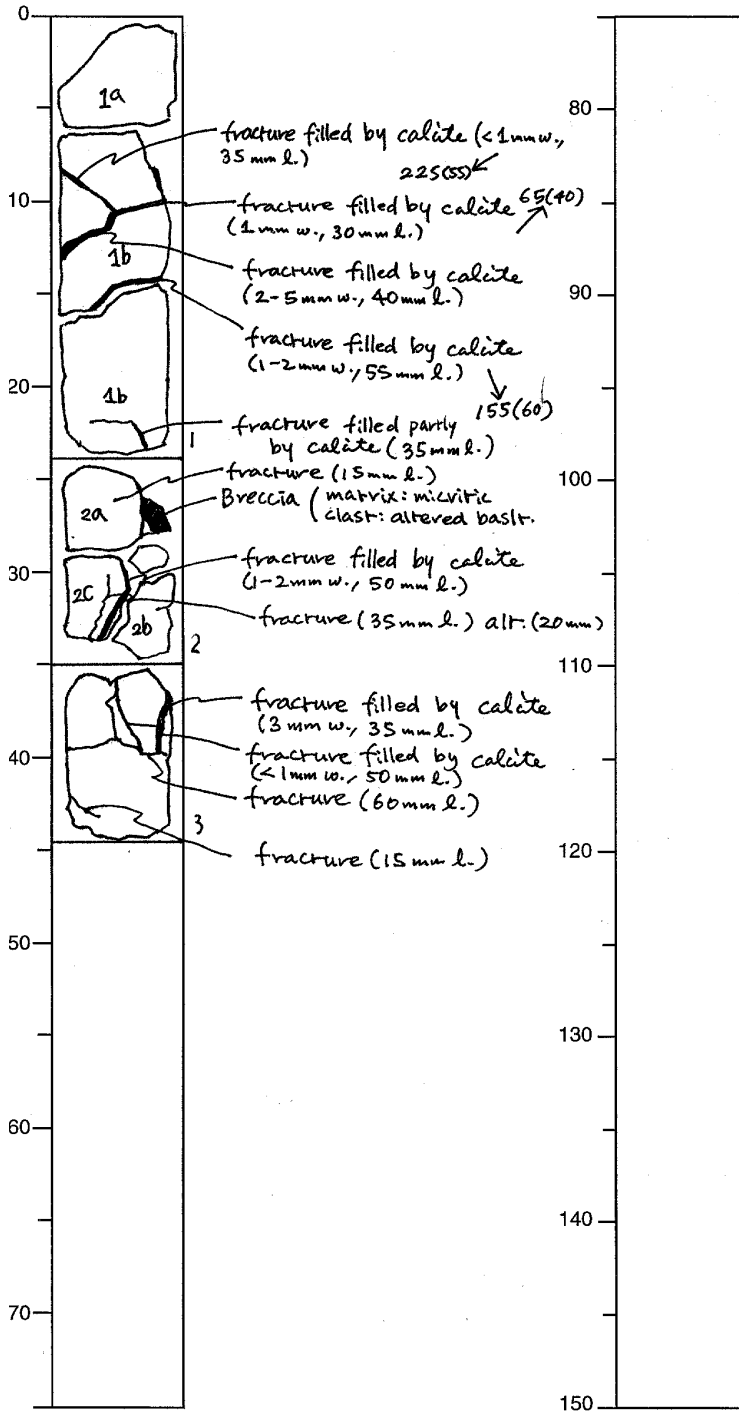 0
10
20
30
40
50
60
70
80
90
100
110
120
130
140
150
1a
1b
1b
1
2a
2c
2b
2
3
fracture filled by calcite (<1mm w.,
35 mm l.)
225(55)
fracture filled by calcite 65(40)
(1mm w., 30mm l.)
fracture filled by calcite
(2-5mm w., 40mm l.)
fracture filled by calcite
(1-2mm w., 55mm l.)
155(60)
fracture filled partly
by calcite (35mm l.)
fracture (15mm l.)
Breccia (matrix: micritic
clast: altered baslt.
fracture filled by calcite
(1-2mm w., 50mm l.)
fracture (35mm l.) alt. (20mm)
fracture filled by calcite
(3mm w., 35mm l.)
fracture filled by calcite
(<1mm w., 50mm l.)
fracture (60mm l.)
fracture (15mm l.)